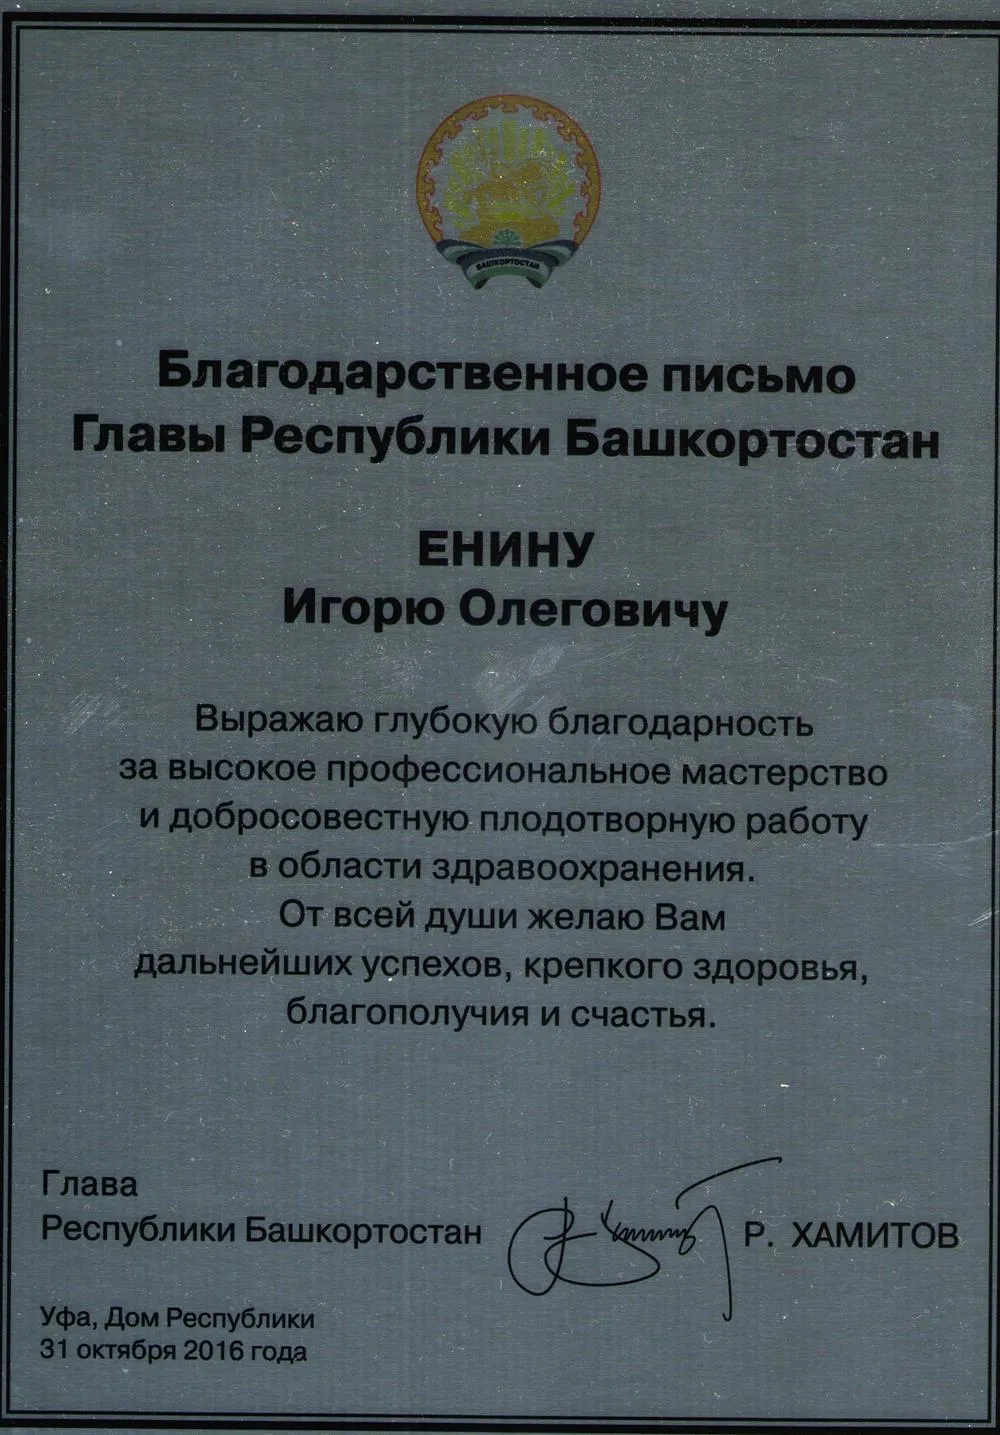 БАШКОРТОСТАН
Благодарственное письмо
Главы Республики Башкортостан
ЕНИНУ
Игорю Олеговичу
Выражаю глубокую благодарность
за высокое профессиональное мастерство
и добросовестную плодотворную работу
в области здравоохранения.
От всей души желаю Вам
дальнейших успехов, крепкого здоровья,
благополучия и счастья.
Глава
Республики Башкортостан
Р. ХАМИТОВ
Уфа, Дом Республики
31 октября 2016 года